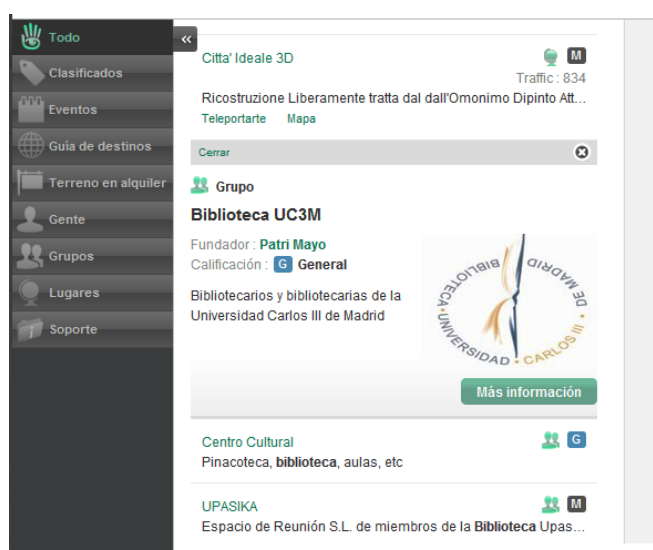 Todo
Clasificados
Eventos
Guía de destinos
Terreno en alquiler
Gente
Grupos
Lugares
Soporte
«
Citta' Ideale 3D
M
Traffic : 834
Ricostruzione Liberamente tratta dal dall'Omonimo Dipinto Att...
Teleportarte Mapa
Cerrar
Grupo
Biblioteca UC3M
Fundador : Patri Mayo
Calificación : G General
Bibliotecarios y bibliotecarias de la
Universidad Carlos III de Madrid
BIBLIOTECA · UNIVERSIDAD · CARLOS III · DE MADRID
Más información
Centro Cultural
G
Pinacoteca, biblioteca, aulas, etc
UPASIKA
M
Espacio de Reunión S.L. de miembros de la Biblioteca Upas...